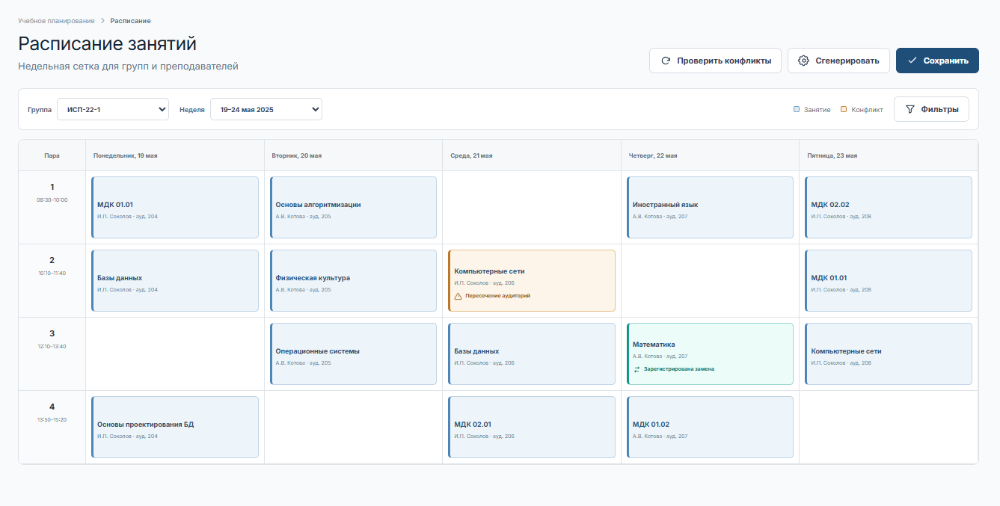 Учебное планирование > Расписание
Расписание занятий
Недельная сетка для групп и преподавателей
Проверить конфликты
Сгенерировать
Сохранить
Группа ИСП-22-1 Неделя 19–24 мая 2025
Занятие Конфликт Фильтры
Пара Понедельник, 19 мая Вторник, 20 мая Среда, 21 мая Четверг, 22 мая Пятница, 23 мая
1
08:30–10:00
МДК 01.01
И.П. Соколов · ауд. 204
Основы алгоритмизации
А.В. Котова · ауд. 205
Иностранный язык
А.В. Котова · ауд. 207
МДК 02.02
И.П. Соколов · ауд. 208
2
10:10–11:40
Базы данных
И.П. Соколов · ауд. 204
Физическая культура
А.В. Котова · ауд. 205
Компьютерные сети
И.П. Соколов · ауд. 206
Пересечение аудиторий
МДК 01.01
И.П. Соколов · ауд. 208
3
12:10–13:40
Операционные системы
А.В. Котова · ауд. 205
Базы данных
И.П. Соколов · ауд. 206
Математика
А.В. Котова · ауд. 207
Зарегистрирована замена
Компьютерные сети
И.П. Соколов · ауд. 208
4
13:50–15:20
Основы проектирования БД
И.П. Соколов · ауд. 204
МДК 02.01
И.П. Соколов · ауд. 206
МДК 01.02
А.В. Котова · ауд. 207